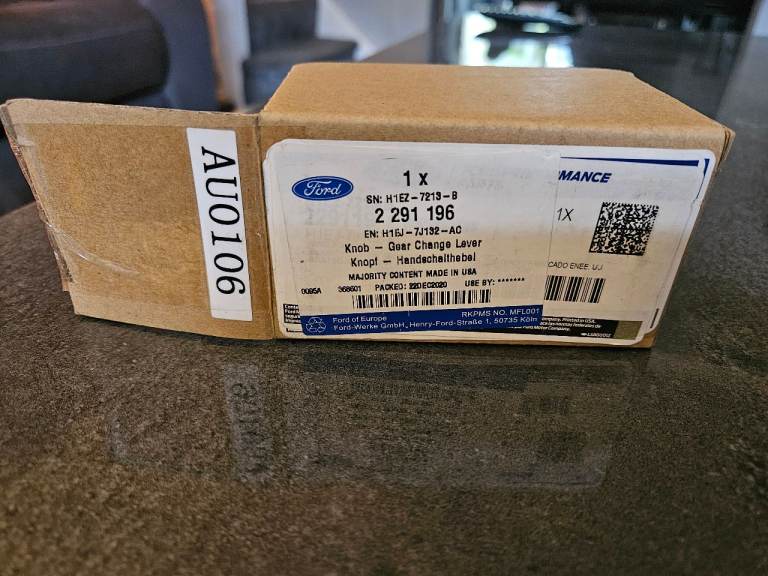 AU0106
Ford
1 x
SN: H1EZ-7213-B
2 291 196
EN: H1BJ-7J132-AC
Knob - Gear Change Lever
Knopf - Handschalthebel
MAJORITY CONTENT MADE IN USA
0095A 368601 PACKED: 22DEC2020 USE BY: *******
RKPMS NO. MFL001
Ford of Europe
Ford-Werke GmbH, Henry-Ford-Straße 1, 50735 Köln
MANCE
1X